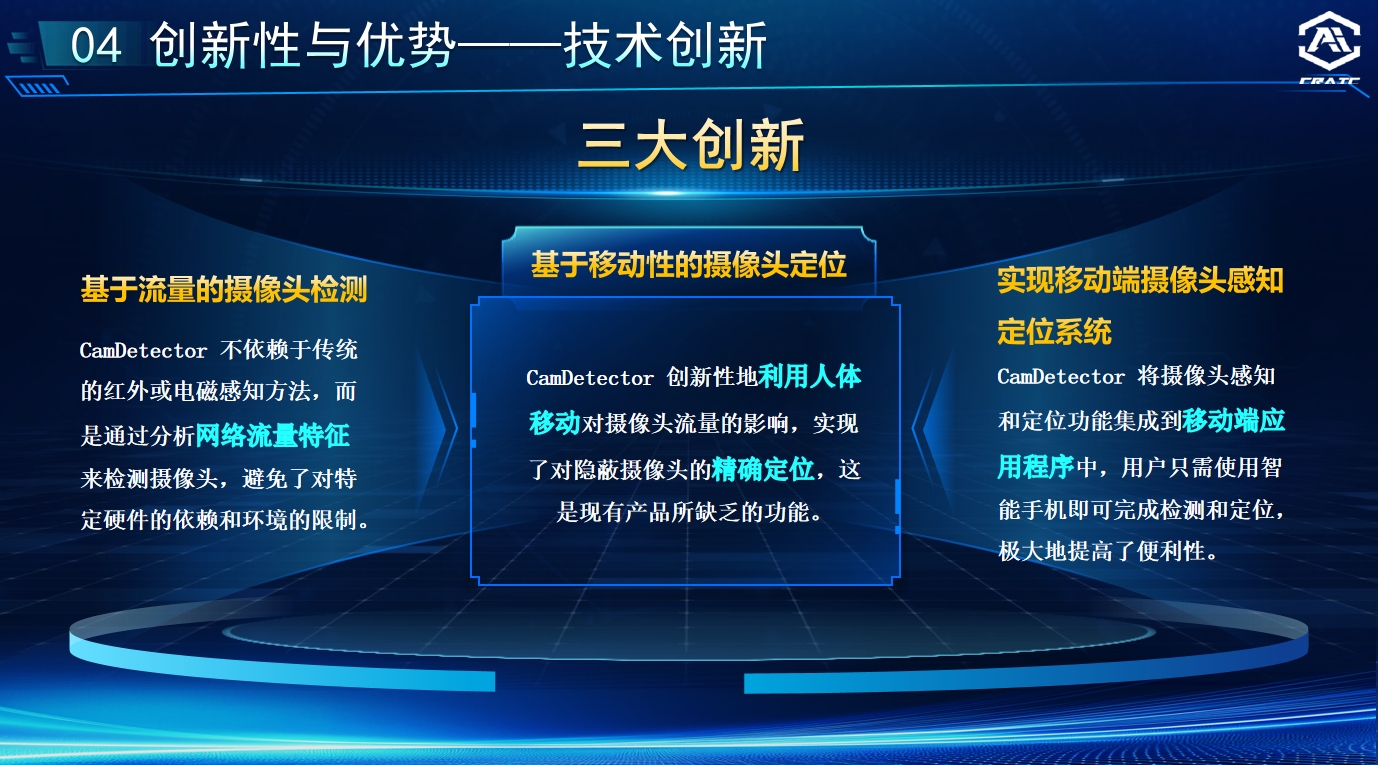 04 创新性与优势——技术创新
CRAIC
三大创新
基于流量的摄像头检测
CamDetector 不依赖于传统
的红外或电磁感知方法，而
是通过分析网络流量特征
来检测摄像头，避免了对特
定硬件的依赖和环境的限制。
基于移动性的摄像头定位
CamDetector 创新性地利用人体
移动对摄像头流量的影响，实现
了对隐蔽摄像头的精确定位，这
是现有产品所缺乏的功能。
实现移动端摄像头感知
定位系统
CamDetector 将摄像头感知
和定位功能集成到移动端应
用程序中，用户只需使用智
能手机即可完成检测和定位，
极大地提高了便利性。